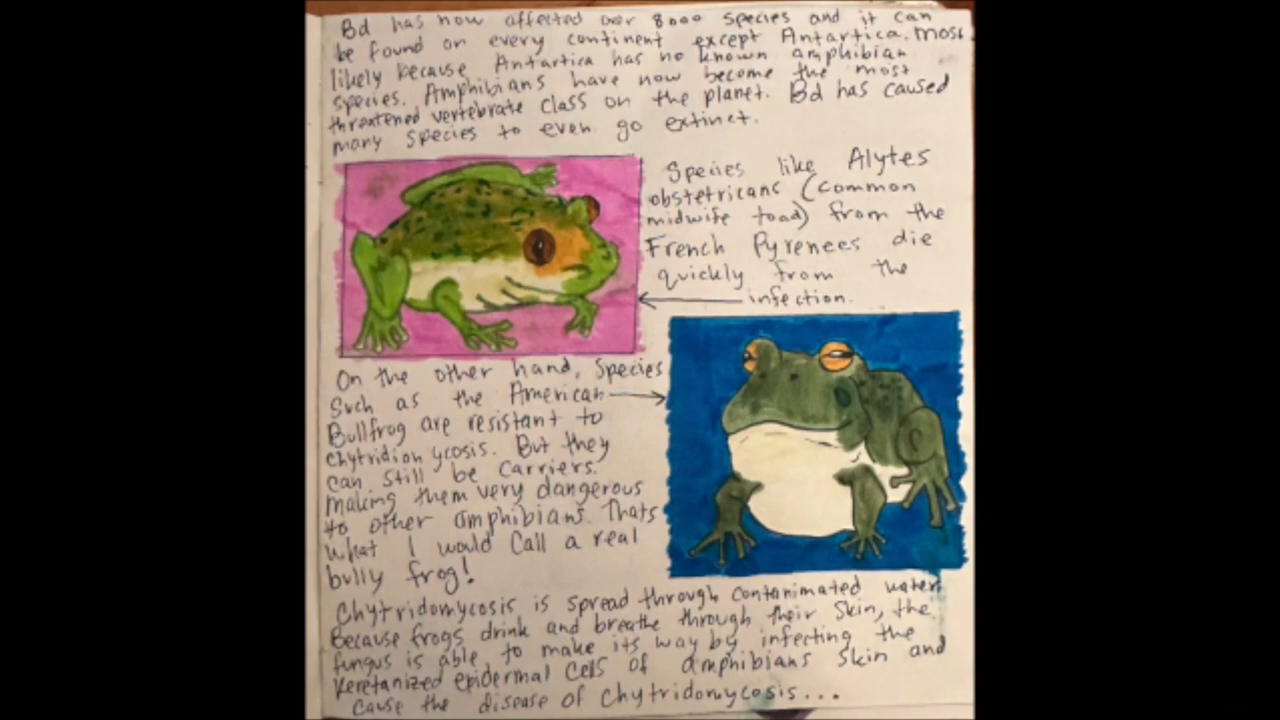 Bd has now affected over 8000 species and it can
be found on every continent except Antartica. Most
likely because Antartica has no known amphibian
species. Amphibians have now become the most
threatened vertebrate class on the planet. Bd has caused
many species to even go extinct.
Species like Alytes
obstetricans (common
midwife toad) from the
French Pyrenees die
quickly from the
infection.
On the other hand, species
Such as the American
Bullfrog are resistant to
chytridionycosis. But they
can still be carriers.
Making them very dangerous
to other amphibians. Thats
what I would call a real
bully frog!
Chytridomycosis is spread through contanimated water
Because frogs drink and breathe through their skin, the
fungus is able to make its way by infecting the
keretanized epidermal cells of amphibians skin and
cause the disease of chytridomycosis...